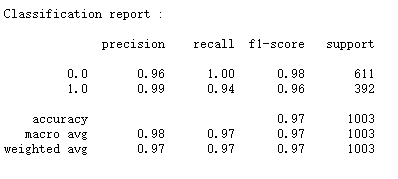 Classification report :
precision recall f1-score support
0.0 0.96 1.00 0.98 611
1.0 0.99 0.94 0.96 392
accuracy 0.97 1003
macro avg 0.98 0.97 0.97 1003
weighted avg 0.97 0.97 0.97 1003